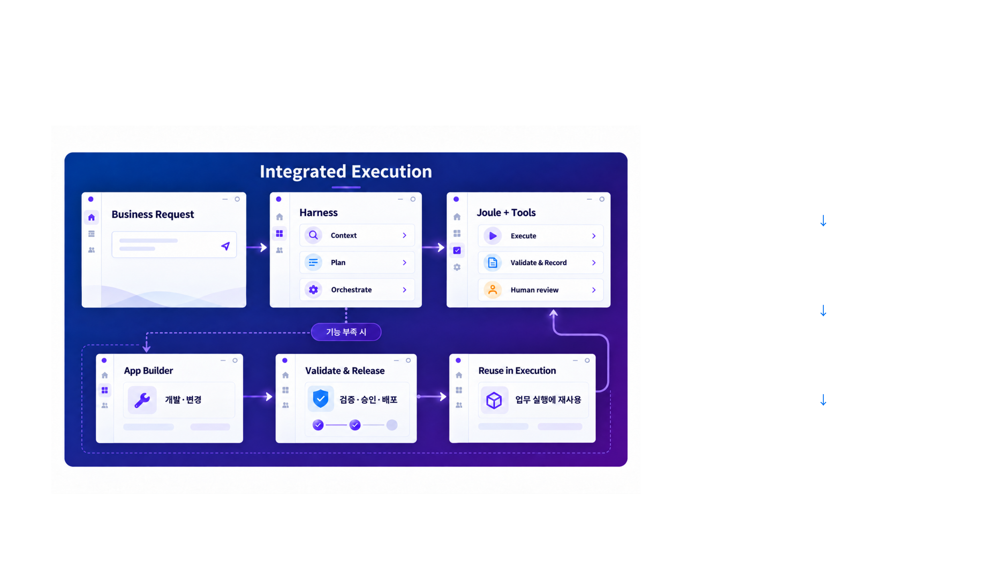 Integrated Execution
Business Request
Harness
Context
Plan
Orchestrate
Joule + Tools
Execute
Validate & Record
Human review
기능 부족 시
App Builder
개발 · 변경
Validate & Release
검증 · 승인 · 배포
Reuse in Execution
업무 실행에 재사용
↓
↓
↓